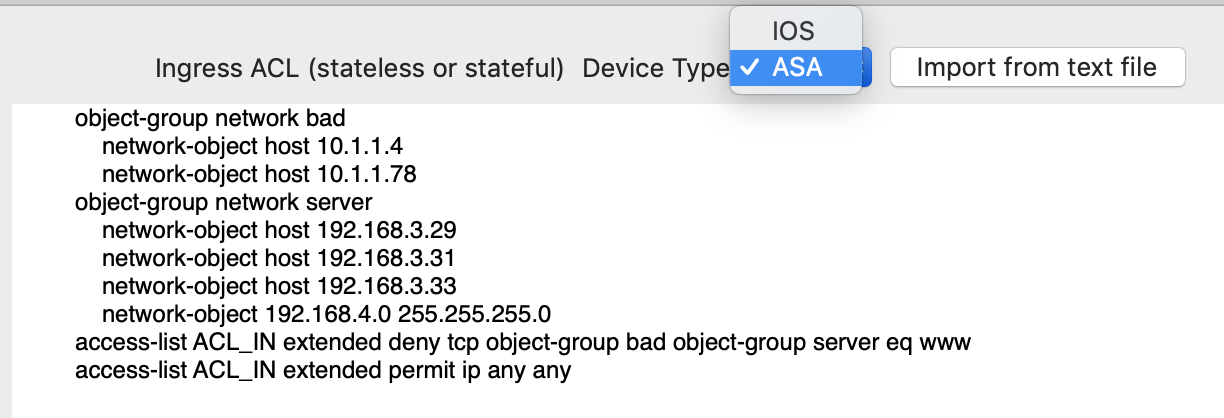 IOS
Ingress ACL (stateless or stateful) Device Type ✓ ASA Import from text file
object-group network bad
network-object host 10.1.1.4
network-object host 10.1.1.78
object-group network server
network-object host 192.168.3.29
network-object host 192.168.3.31
network-object host 192.168.3.33
network-object 192.168.4.0 255.255.255.0
access-list ACL_IN extended deny tcp object-group bad object-group server eq www
access-list ACL_IN extended permit ip any any